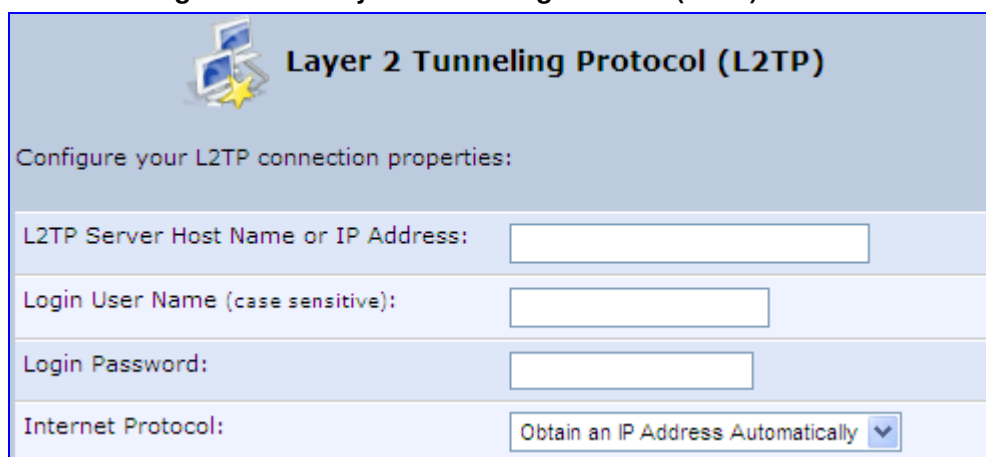 Layer 2 Tunneling Protocol (L2TP)
Configure your L2TP connection properties:
L2TP Server Host Name or IP Address:
Login User Name (case sensitive):
Login Password:
Internet Protocol:
Obtain an IP Address Automatically